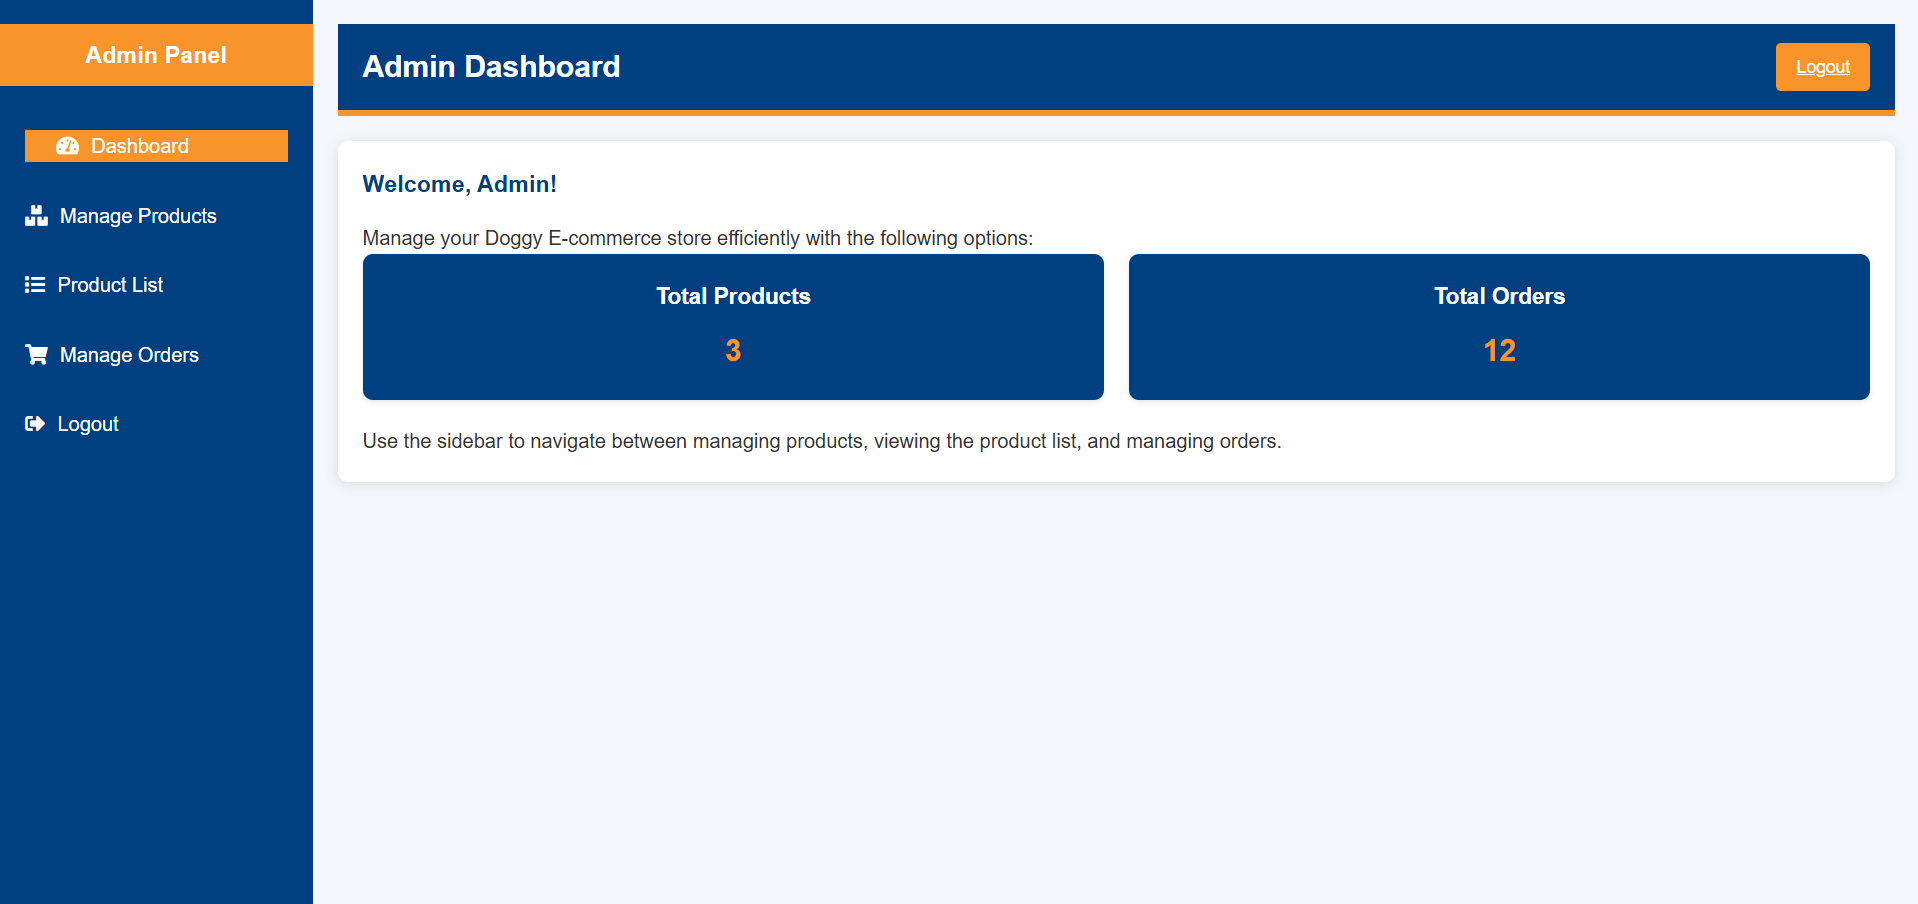 Admin Panel
Dashboard
Manage Products
Product List
Manage Orders
Logout
Admin Dashboard
Logout
Welcome, Admin!
Manage your Doggy E-commerce store efficiently with the following options:
Total Products
3
Total Orders
12
Use the sidebar to navigate between managing products, viewing the product list, and managing orders.